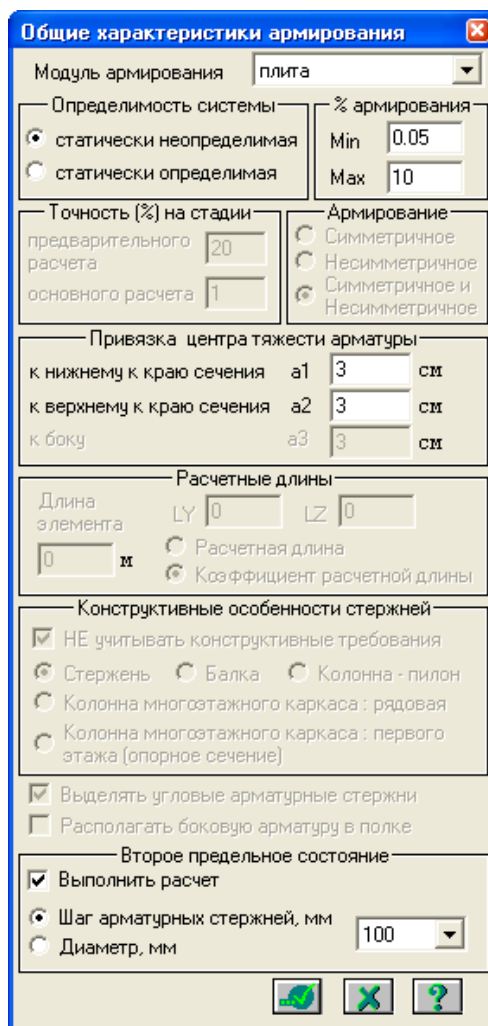 Общие характеристики армирования
Модуль армирования плита
Определимость системы
статически неопределимая
статически определимая
% армирования
Min 0.05
Max 10
Точность (%) на стадии
предварительного
расчета 20
основного расчета 1
Армирование
Симметричное
Несимметричное
Симметричное и
Несимметричное
Привязка центра тяжести арматуры
к нижнему к краю сечения a1 3 см
к верхнему к краю сечения a2 3 см
к боку a3 3 см
Расчетные длины
Длина
элемента
0 м
LY 0 LZ 0
Расчетная длина
Коэффициент расчетной длины
Конструктивные особенности стержней
НЕ учитывать конструктивные требования
Стержень Балка Колонна - пилон
Колонна многоэтажного каркаса : рядовая
Колонна многоэтажного каркаса : первого
этажа (опорное сечение)
Выделять угловые арматурные стержни
Располагать боковую арматуру в полке
Второе предельное состояние
Выполнить расчет
Шаг арматурных стержней, мм
Диаметр, мм
100
?